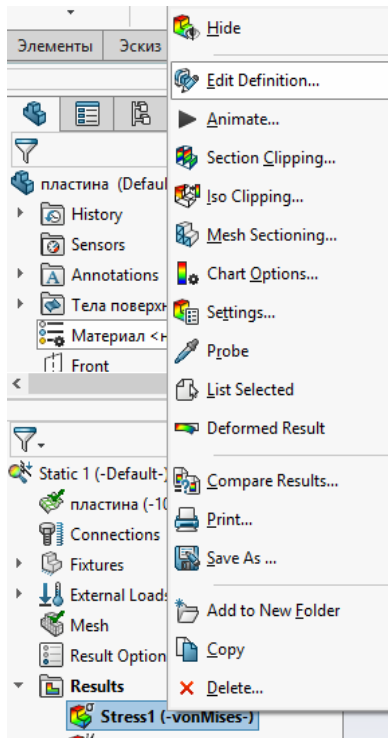 Элементы Эскиз
пластина (Defaul
History
Sensors
Annotations
Тела поверхн
Материал <н
Front
Static 1 (-Default-)
пластина (-10
Connections
Fixtures
External Loads
Mesh
Result Option
Results
Stress1 (-vonMises-)
Hide
Edit Definition...
Animate...
Section Clipping...
Iso Clipping...
Mesh Sectioning...
Chart Options...
Settings...
Probe
List Selected
Deformed Result
Compare Results...
Print...
Save As ...
Add to New Folder
Copy
Delete...